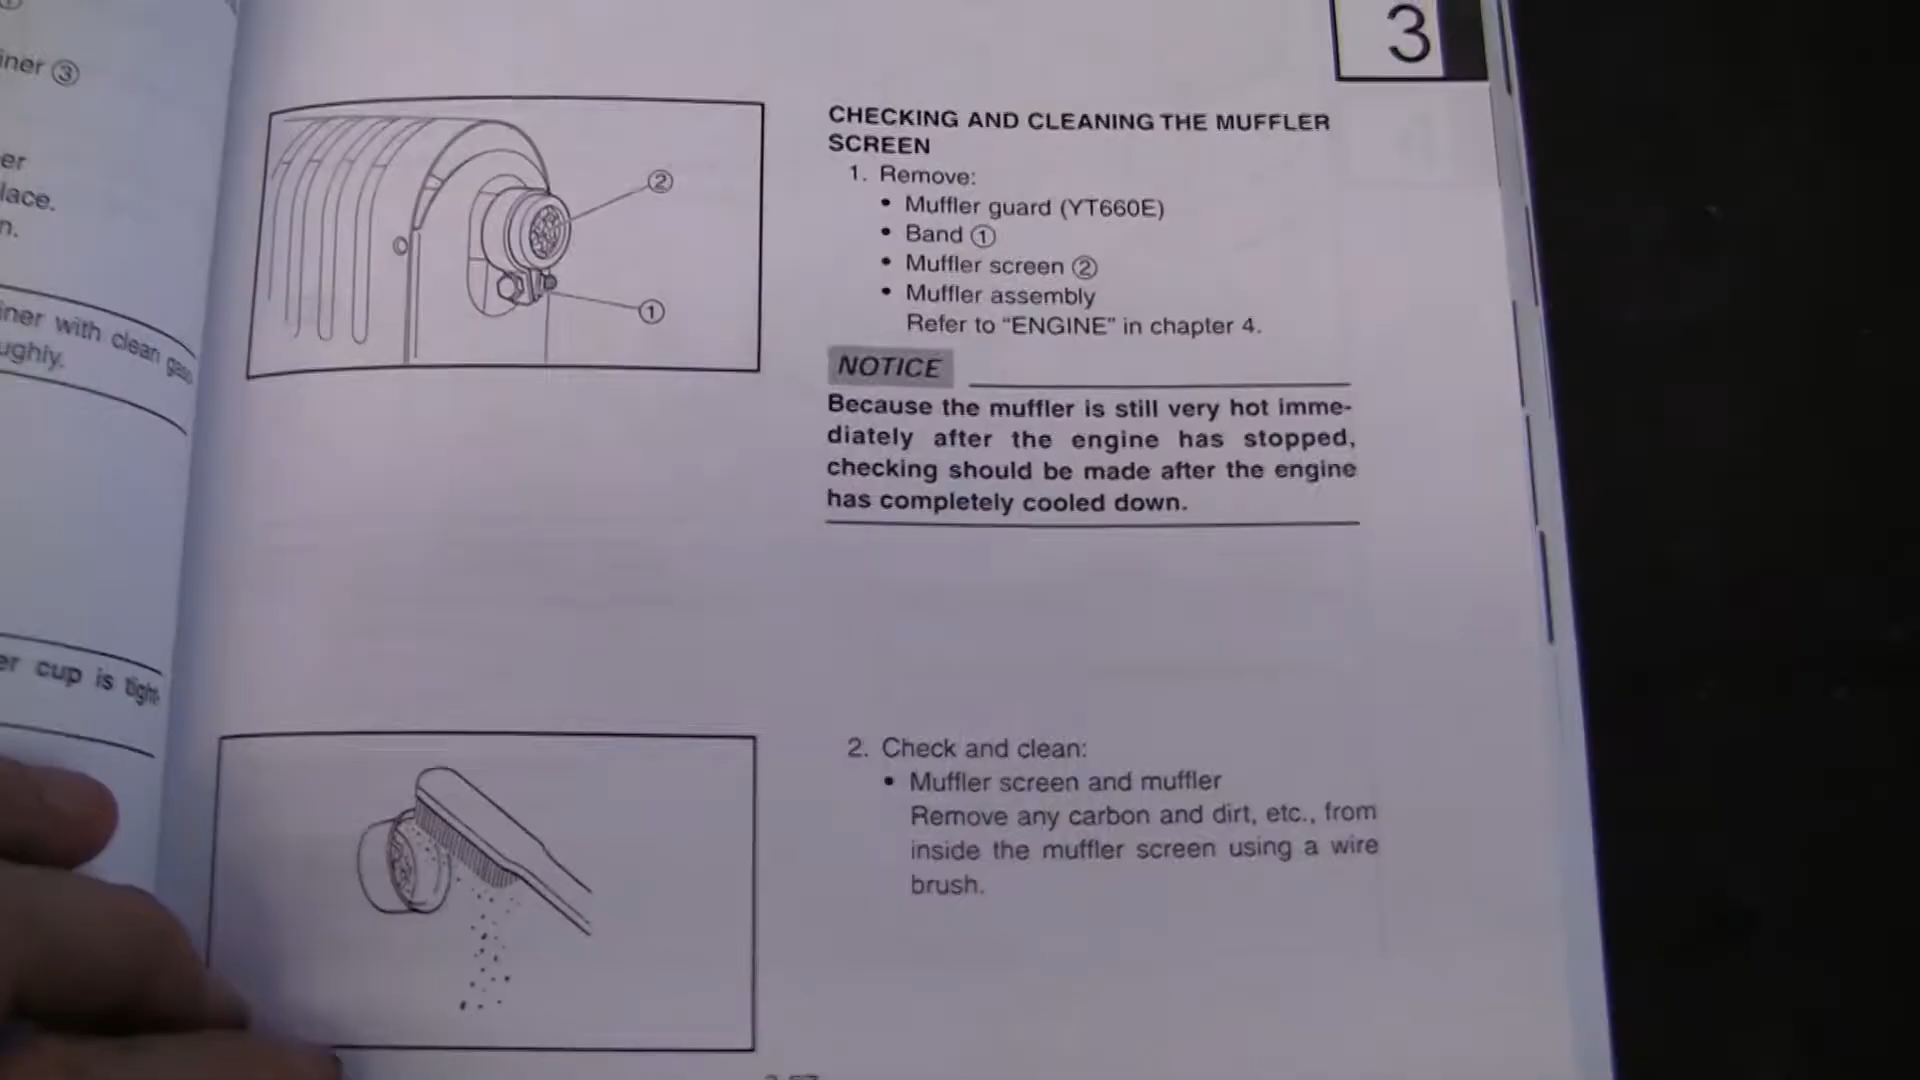 iner ③
er
lace.
n.
iner with clean gaso
ughly.
er cup is tight-
3
②
①
CHECKING AND CLEANING THE MUFFLER
SCREEN
1. Remove:
• Muffler guard (YT660E)
• Band ①
• Muffler screen ②
• Muffler assembly
Refer to “ENGINE” in chapter 4.
NOTICE
Because the muffler is still very hot imme-
diately after the engine has stopped,
checking should be made after the engine
has completely cooled down.
2. Check and clean:
• Muffler screen and muffler
Remove any carbon and dirt, etc., from
inside the muffler screen using a wire
brush.